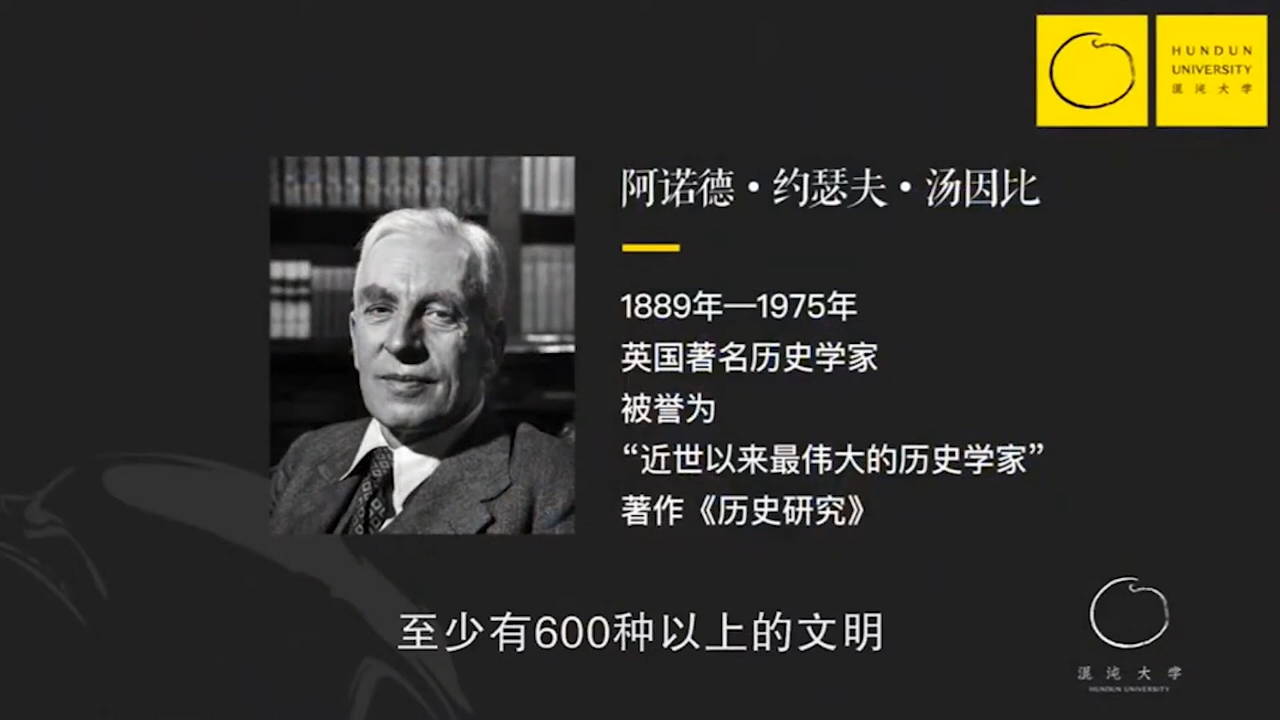 HUNDUN
UNIVERSITY
混沌大学
阿诺德·约瑟夫·汤因比
1889年—1975年
英国著名历史学家
被誉为
“近世以来最伟大的历史学家”
著作《历史研究》
至少有600种以上的文明
混沌大学
HUNDUN UNIVERSITY